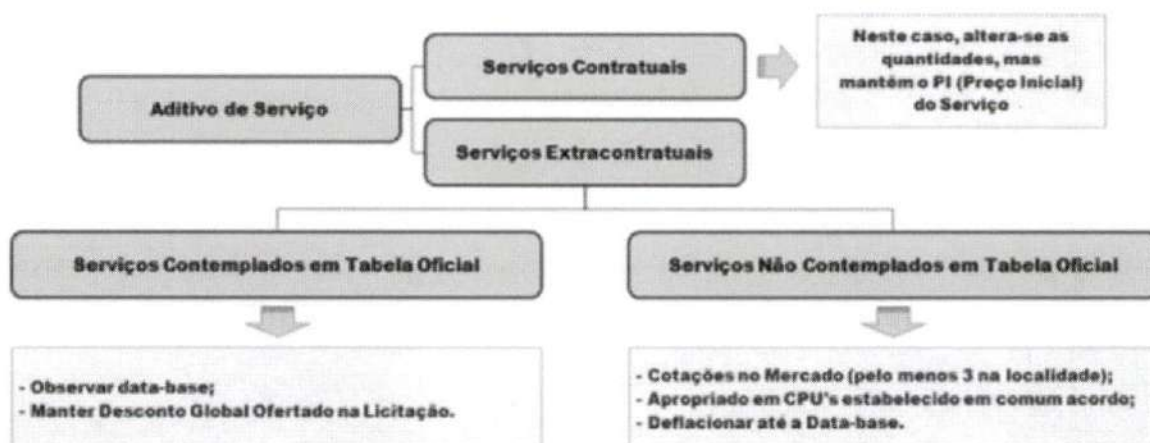 Aditivo de Serviço
Serviços Contratuais
Neste caso, altera-se as
quantidades, mas
mantém o PI (Preço Inicial)
do Serviço
Serviços Extracontratuais
Serviços Contemplados em Tabela Oficial
Serviços Não Contemplados em Tabela Oficial
- Observar data-base;
- Manter Desconto Global Ofertado na Licitação.
- Cotações no Mercado (pelo menos 3 na localidade);
- Apropriado em CPU's estabelecido em comum acordo;
- Deflacionar até a Data-base.